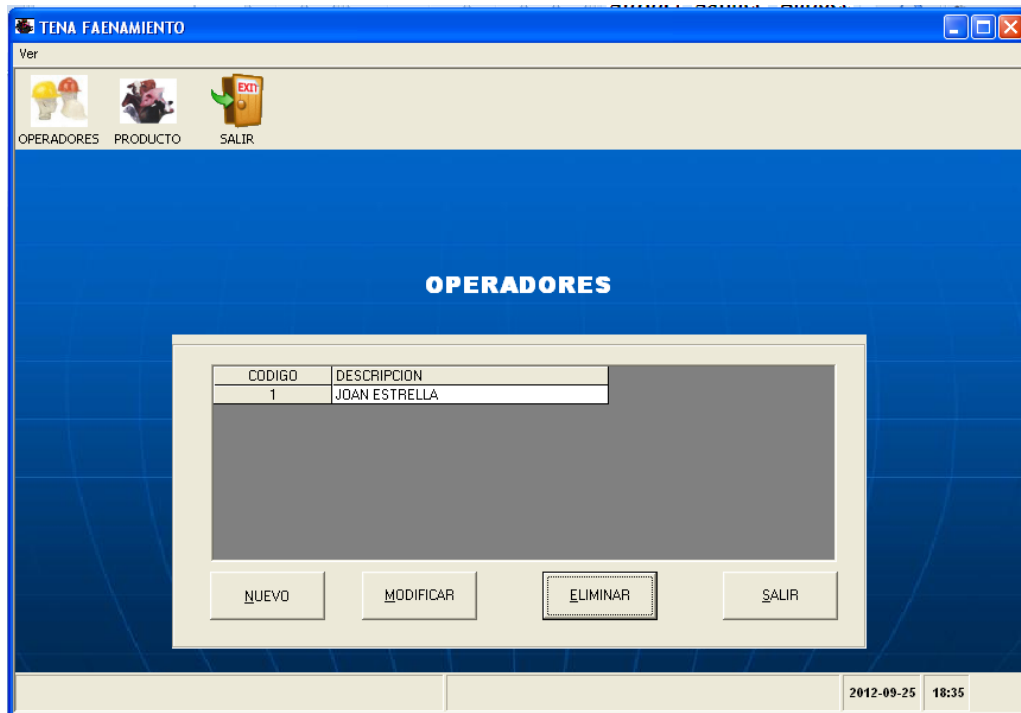 TENA FAENAMIENTO
Ver
EXIT
OPERADORES PRODUCTO SALIR
OPERADORES
CODIGO DESCRIPCION
1 JOAN ESTRELLA
NUEVO MODIFICAR ELIMINAR SALIR
2012-09-25 18:35